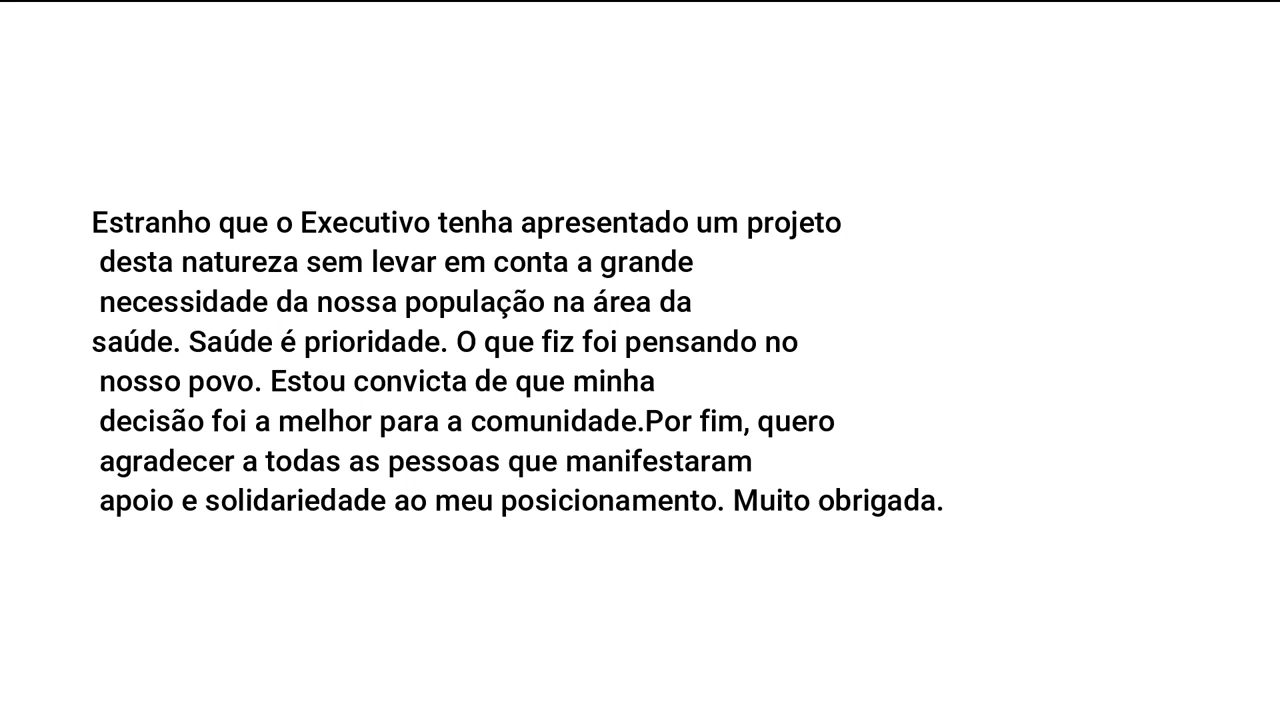 Estranho que o Executivo tenha apresentado um projeto
desta natureza sem levar em conta a grande
necessidade da nossa população na área da
saúde. Saúde é prioridade. O que fiz foi pensando no
nosso povo. Estou convicta de que minha
decisão foi a melhor para a comunidade.Por fim, quero
agradecer a todas as pessoas que manifestaram
apoio e solidariedade ao meu posicionamento. Muito obrigada.